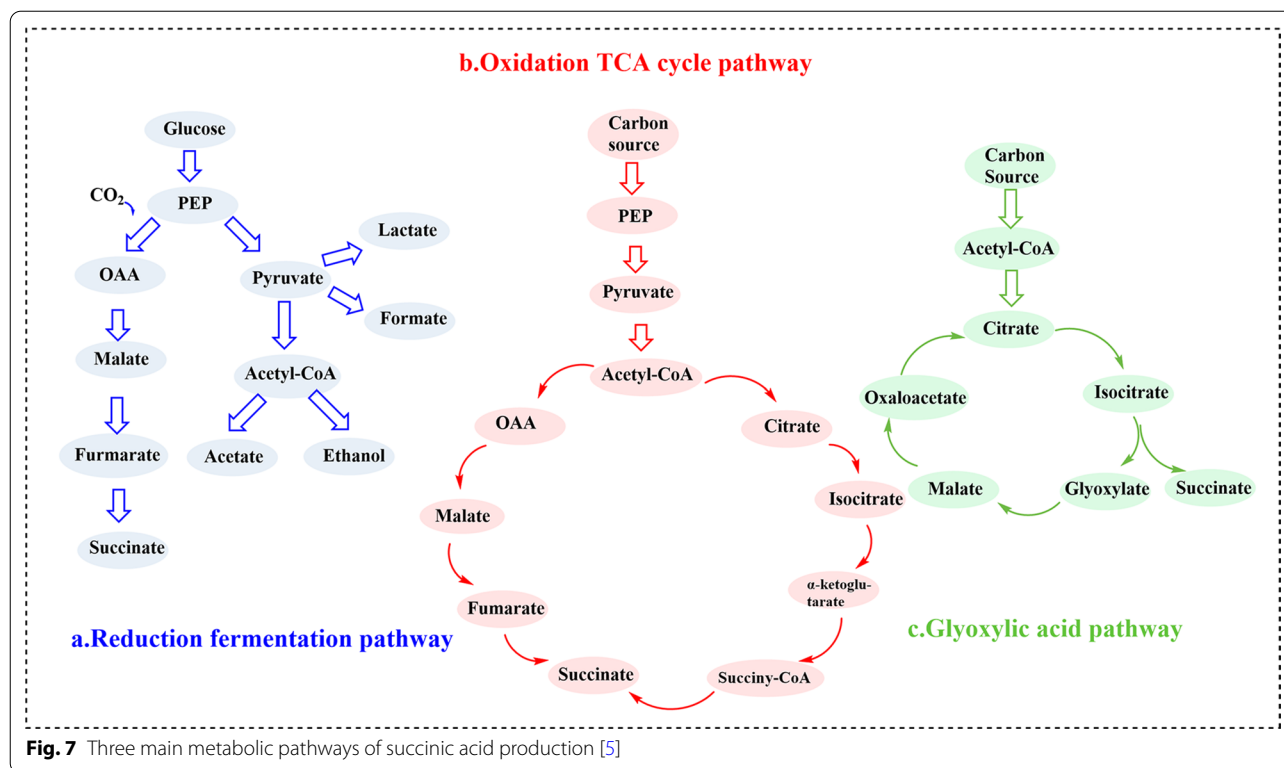 b.Oxidation TCA cycle pathway
Glucose
CO2
PEP
OAA
Pyruvate
Lactate
Formate
Malate
Acetyl-CoA
Furmarate
Acetate
Ethanol
Succinate
a.Reduction fermentation pathway
Carbon
source
PEP
Pyruvate
Acetyl-CoA
OAA
Citrate
Malate
Isocitrate
Fumarate
α-ketoglu-
tarate
Succinate
Succiny-CoA
Carbon
Source
Acetyl-CoA
Citrate
Oxaloacetate
Isocitrate
Malate
Glyoxylate
Succinate
c.Glyoxylic acid pathway
Fig. 7 Three main metabolic pathways of succinic acid production [5]